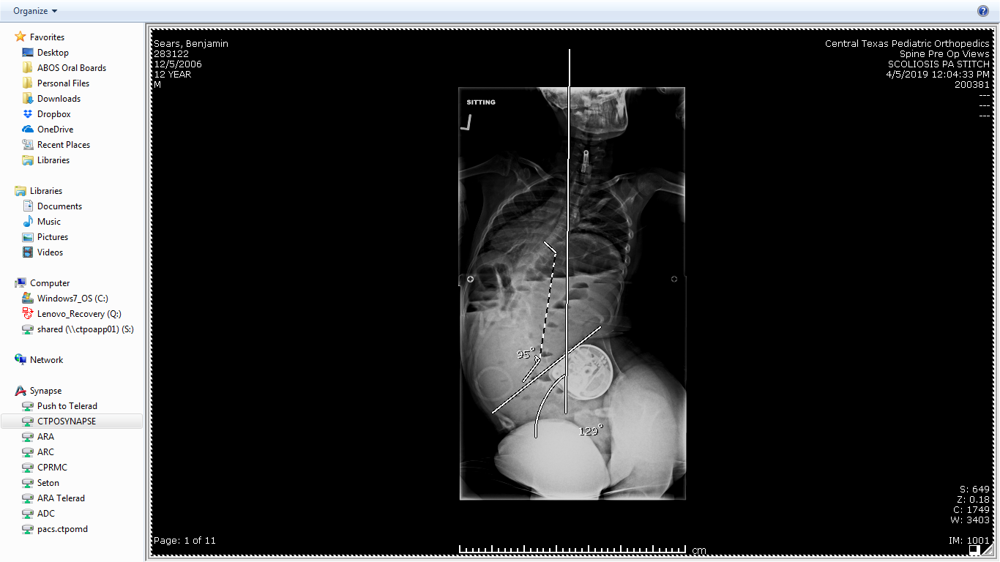 Organize
Favorites
Desktop
ABOS Oral Boards
Personal Files
Downloads
Dropbox
OneDrive
Recent Places
Libraries
Libraries
Documents
Music
Pictures
Videos
Computer
Windows7_OS (C:)
Lenovo_Recovery (Q:)
shared (\\ctpoapp01) (S:)
Network
Synapse
Push to Telerad
CTPOSYNAPSE
ARA
ARC
CPRMC
Seton
ARA Telerad
ADC
pacs.ctpomd
Sears, Benjamin
283122
12/5/2006
12 YEAR
M
Central Texas Pediatric Orthopedics
Spine Pre Op Views
SCOLIOSIS PA STITCH
4/5/2019 12:04:33 PM
200381
---
---
---
SITTING
L
95°
129°
S: 649
Z: 0.18
C: 1749
W: 3403
Page: 1 of 11
IM: 1001
cm